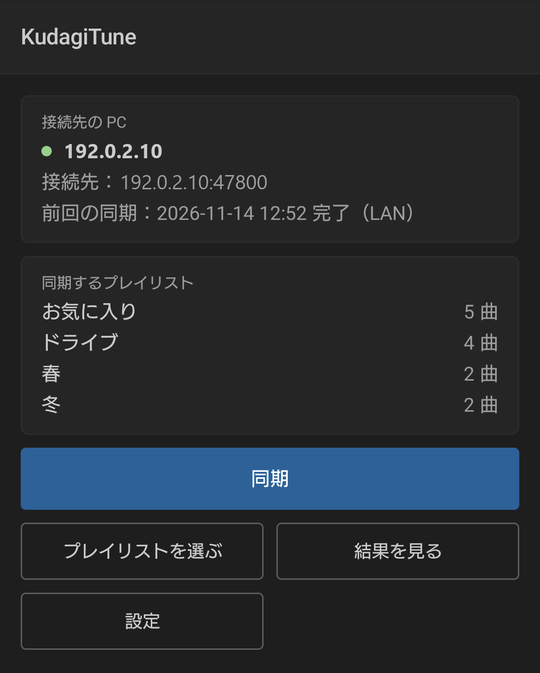 KudagiTune
接続先の PC
192.0.2.10
接続先：192.0.2.10:47800
前回の同期：2026-11-14 12:52 完了（LAN）
同期するプレイリスト
お気に入り 5 曲
ドライブ 4 曲
春 2 曲
冬 2 曲
同期
プレイリストを選ぶ 結果を見る
設定